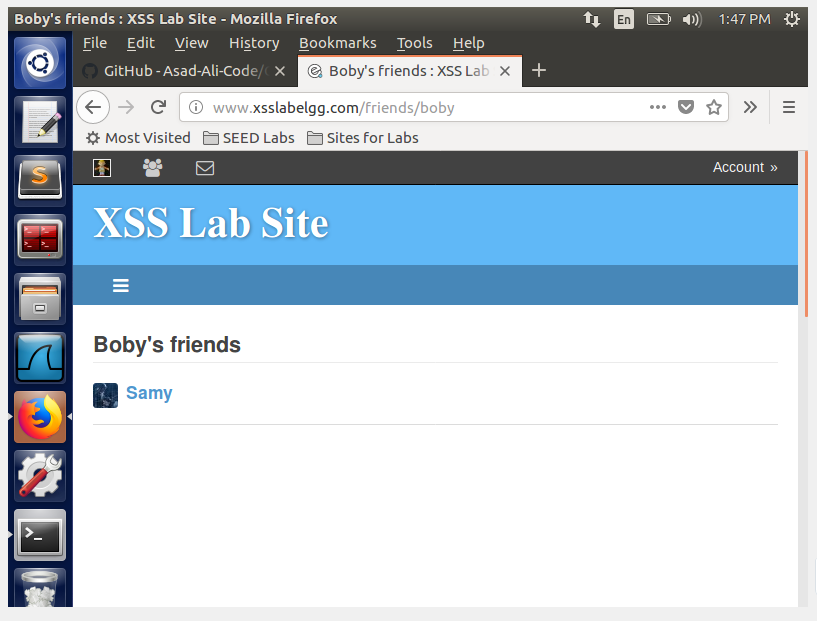 Boby's friends : XSS Lab Site - Mozilla Firefox En 1:47 PM
File Edit View History Bookmarks Tools Help
GitHub - Asad-Ali-Code/ Boby's friends : XSS Lab
www.xsslabelgg.com/friends/boby
Most Visited SEED Labs Sites for Labs
Account »
XSS Lab Site
Boby's friends
Samy